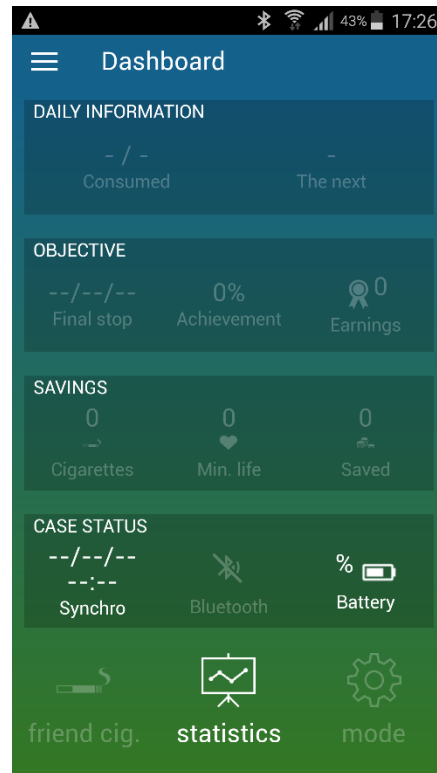 43% 17:26
Dashboard
DAILY INFORMATION
- / - -
Consumed The next
OBJECTIVE
--/--/-- 0% 0
Final stop Achievement Earnings
SAVINGS
0 0 0
Cigarettes Min. life Saved
CASE STATUS
--/--/--
--:-- %
Synchro Bluetooth Battery
friend cig. statistics mode